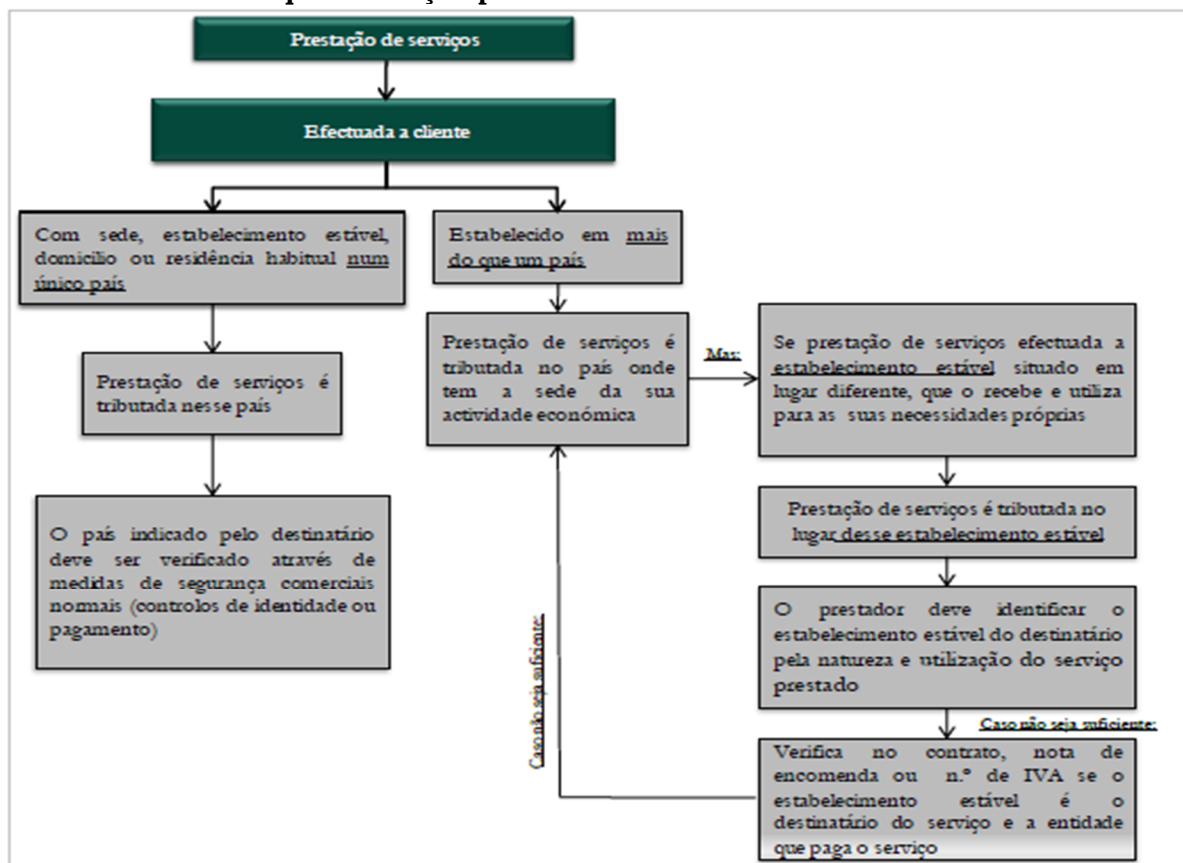 Prestação de serviços
Efectuada a cliente
Com sede, estabelecimento estável,
domicílio ou residência habitual num
único país
Prestação de serviços é
tributada nesse país
O país indicado pelo destinatário
deve ser verificado através de
medidas de segurança comerciais
normais (controlos de identidade ou
pagamento)
Estabelecido em mais
do que um país
Prestação de serviços é
tributada no país onde
tem a sede da sua
actividade económica
Mas:
Se prestação de serviços efectuada a
estabelecimento estável situado em
lugar diferente, que o recebe e utiliza
para as suas necessidades próprias
Prestação de serviços é tributada no
lugar desse estabelecimento estável
O prestador deve identificar o
estabelecimento estável do destinatário
pela natureza e utilização do serviço
prestado
Caso não seja suficiente:
Verifica no contrato, nota de
encomenda ou n.º de IVA se o
estabelecimento estável é o
destinatário do serviço e a entidade
que paga o serviço
Caso não seja suficiente: